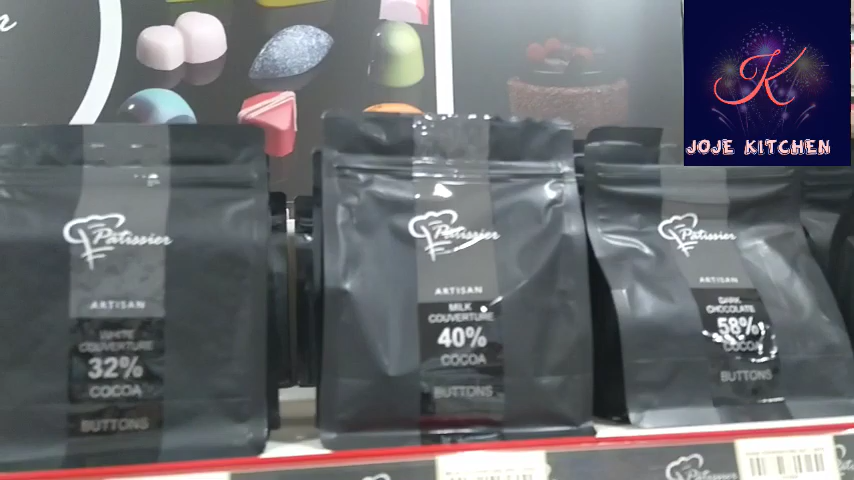 K
JOJE KITCHEN
Patissier
ARTISAN
WHITE
COUVERTURE
32%
COCOA
BUTTONS
Patissier
ARTISAN
MILK
COUVERTURE
40%
COCOA
BUTTONS
Patissier
ARTISAN
DARK
CHOCOLATE
58%
COCOA
BUTTONS
Patissier